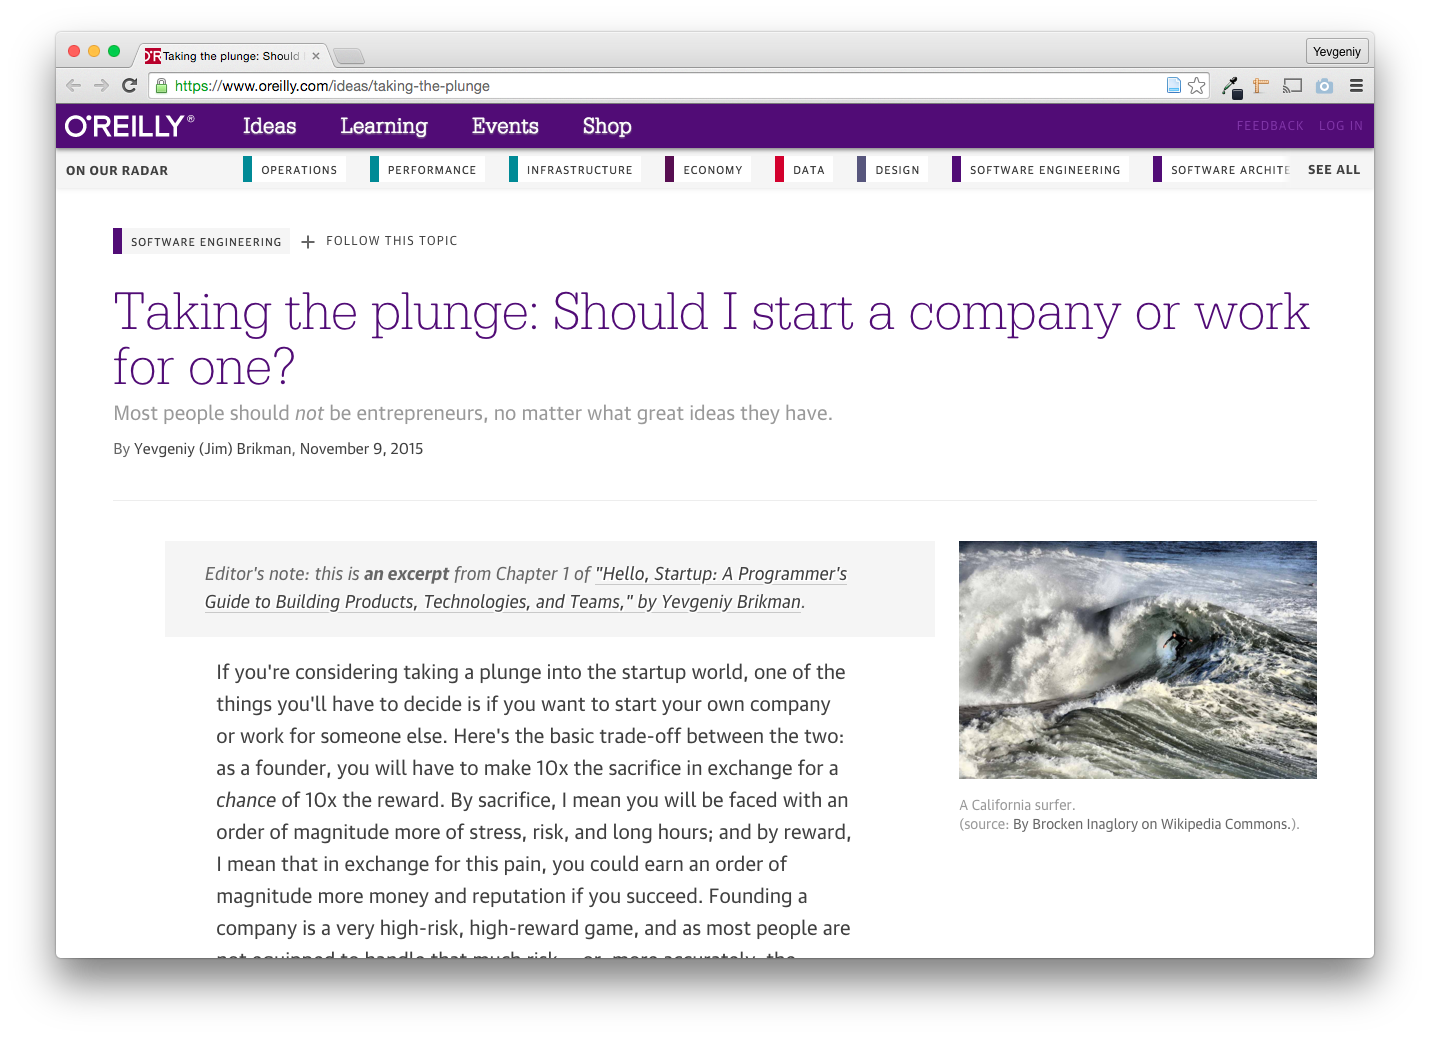 Yevgeniy
O'R Taking the plunge: Should
https://www.oreilly.com/ideas/taking-the-plunge
O'REILLY® Ideas Learning Events Shop FEEDBACK LOG IN
ON OUR RADAR OPERATIONS PERFORMANCE INFRASTRUCTURE ECONOMY DATA DESIGN SOFTWARE ENGINEERING SOFTWARE ARCHITE SEE ALL
SOFTWARE ENGINEERING + FOLLOW THIS TOPIC
Taking the plunge: Should I start a company or work
for one?
Most people should not be entrepreneurs, no matter what great ideas they have.
By Yevgeniy (Jim) Brikman, November 9, 2015
Editor's note: this is an excerpt from Chapter 1 of "Hello, Startup: A Programmer's
Guide to Building Products, Technologies, and Teams," by Yevgeniy Brikman.
If you're considering taking a plunge into the startup world, one of the
things you'll have to decide is if you want to start your own company
or work for someone else. Here's the basic trade-off between the two:
as a founder, you will have to make 10x the sacrifice in exchange for a
chance of 10x the reward. By sacrifice, I mean you will be faced with an
order of magnitude more of stress, risk, and long hours; and by reward,
I mean that in exchange for this pain, you could earn an order of
magnitude more money and reputation if you succeed. Founding a
company is a very high-risk, high-reward game, and as most people are
not equipped to handle that much risk—or, more accurately, the
A California surfer.
(source: By Brocken Inaglory on Wikipedia Commons.).